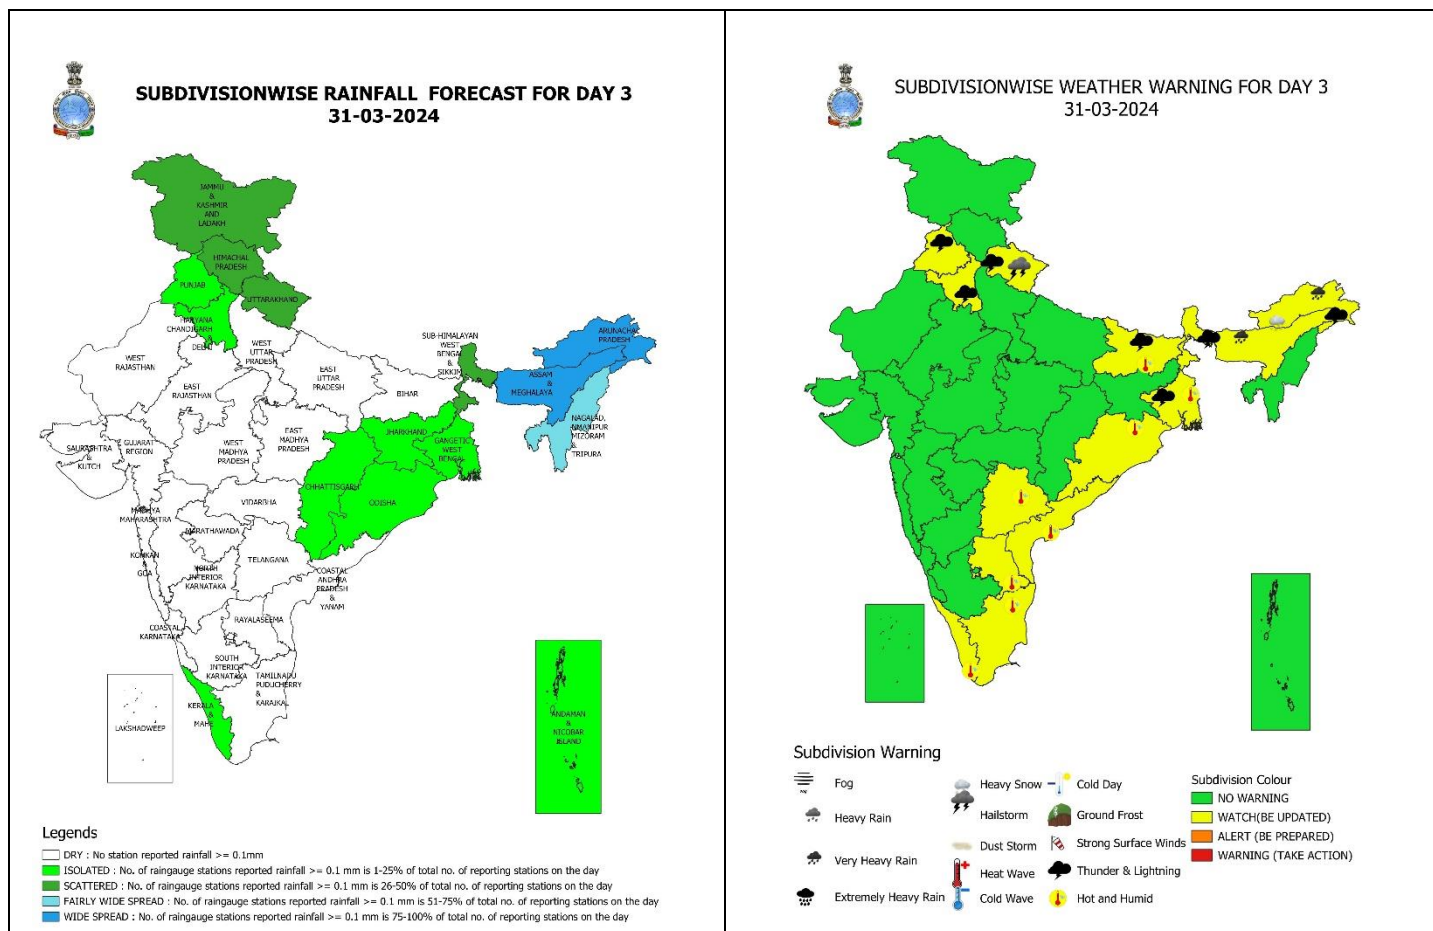 SUBDIVISIONWISE RAINFALL FORECAST FOR DAY 3
31-03-2024
JAMMU
&
KASHMIR
AND
LADAKH
HIMACHAL
PRADESH
PUNJAB
UTTARAKHAND
HARYANA
CHANDIGARH
DELHI
WEST
UTTAR
PRADESH
WEST
RAJASTHAN
EAST
RAJASTHAN
EAST
UTTAR
PRADESH
BIHAR
SUB-HIMALAYAN
WEST
BENGAL
&
SIKKIM
ARUNACHAL
PRADESH
ASSAM
&
MEGHALAYA
NAGALAD,
MANIPUR
MIZORAM
&
TRIPURA
SAURASHTRA
&
KUTCH
GUJARAT
REGION
WEST
MADHYA
PRADESH
EAST
MADHYA
PRADESH
JHARKHAND
GANGETIC
WEST
BENGAL
CHHATTISGARH
ODISHA
VIDARBHA
MADHYA
MAHARASHTRA
MARATHAWADA
KONKAN
&
GOA
NORTH
INTERIOR
KARNATAKA
TELANGANA
COASTAL
ANDHRA
PRADESH
&
YANAM
COASTAL
KARNATAKA
RAYALASEEMA
SOUTH
INTERIOR
KARNATAKA
TAMILNADU
PUDUCHERRY
&
KARAIKAL
KERALA
&
MAHE
LAKSHADWEEP
ANDAMAN
&
NICOBAR
ISLAND
Legends
DRY : No station reported rainfall >= 0.1mm
ISOLATED : No. of raingauge stations reported rainfall >= 0.1 mm is 1-25% of total no. of reporting stations on the day
SCATTERED : No. of raingauge stations reported rainfall >= 0.1 mm is 26-50% of total no. of reporting stations on the day
FAIRLY WIDE SPREAD : No. of raingauge stations reported rainfall >= 0.1 mm is 51-75% of total no. of reporting stations on the day
WIDE SPREAD : No. of raingauge stations reported rainfall >= 0.1 mm is 75-100% of total no. of reporting stations on the day
SUBDIVISIONWISE WEATHER WARNING FOR DAY 3
31-03-2024
Subdivision Warning
Fog
Heavy Rain
Very Heavy Rain
Extremely Heavy Rain
Heavy Snow
Hailstorm
Dust Storm
Heat Wave
Cold Wave
Cold Day
Ground Frost
Strong Surface Winds
Thunder & Lightning
Hot and Humid
Subdivision Colour
NO WARNING
WATCH(BE UPDATED)
ALERT (BE PREPARED)
WARNING (TAKE ACTION)